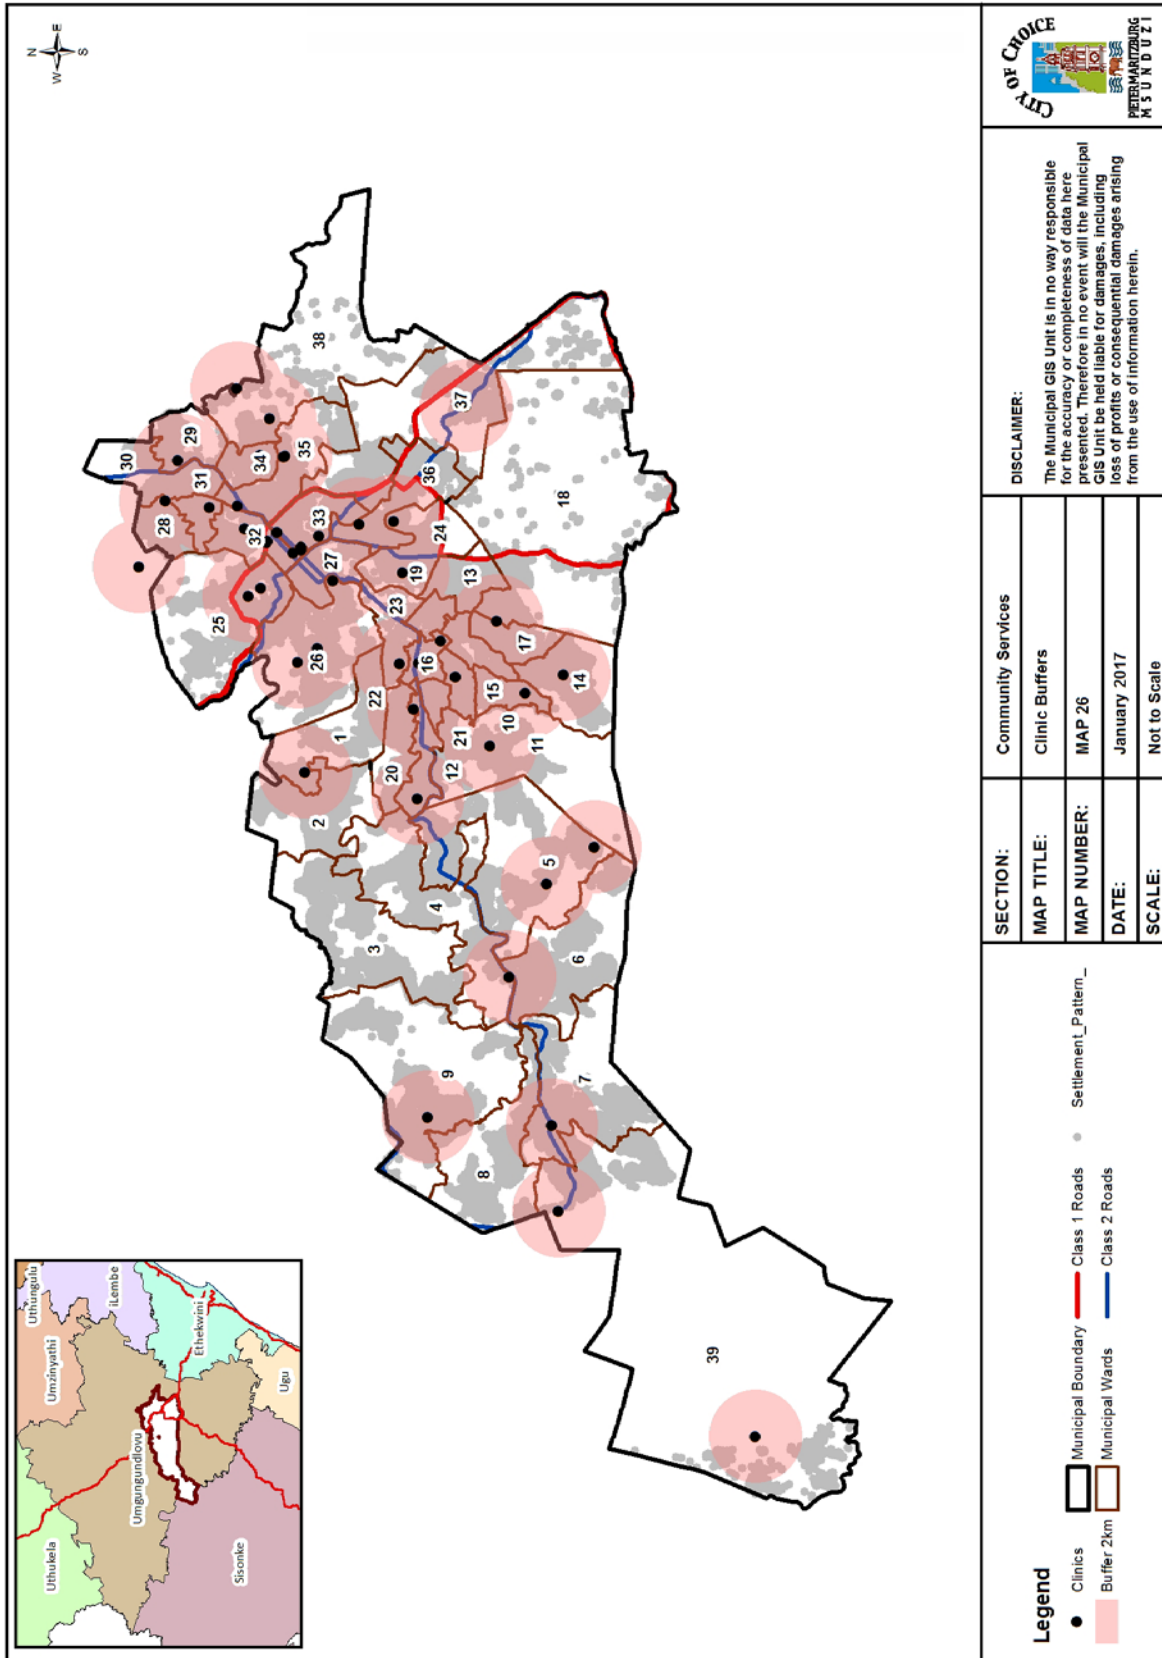 N
W
E
S
Uthukela
Umzinyathi
Uthungulu
iLembe
Umgungundlovu
Ethekwini
Ugu
Sisonke
30
29
28
31
34
35
38
32
33
25
26
27
36
37
24
18
19
13
23
16
17
22
15
14
1
2
20
21
12
10
11
3
4
5
6
9
8
7
39
Legend
Clinics
Buffer 2km
Municipal Boundary
Municipal Wards
Class 1 Roads
Class 2 Roads
Settlement_Pattern_
SECTION:
Community Services
MAP TITLE:
Clinic Buffers
MAP NUMBER:
MAP 26
DATE:
January 2017
SCALE:
Not to Scale
DISCLAIMER:
The Municipal GIS Unit is in no way responsible
for the accuracy or completeness of data here
presented. Therefore in no event will the Municipal
GIS Unit be held liable for damages, including
loss of profits or consequential damages arising
from the use of information herein.
CITY OF CHOICE
PIETERMARITZBURG
MSUNDUZI